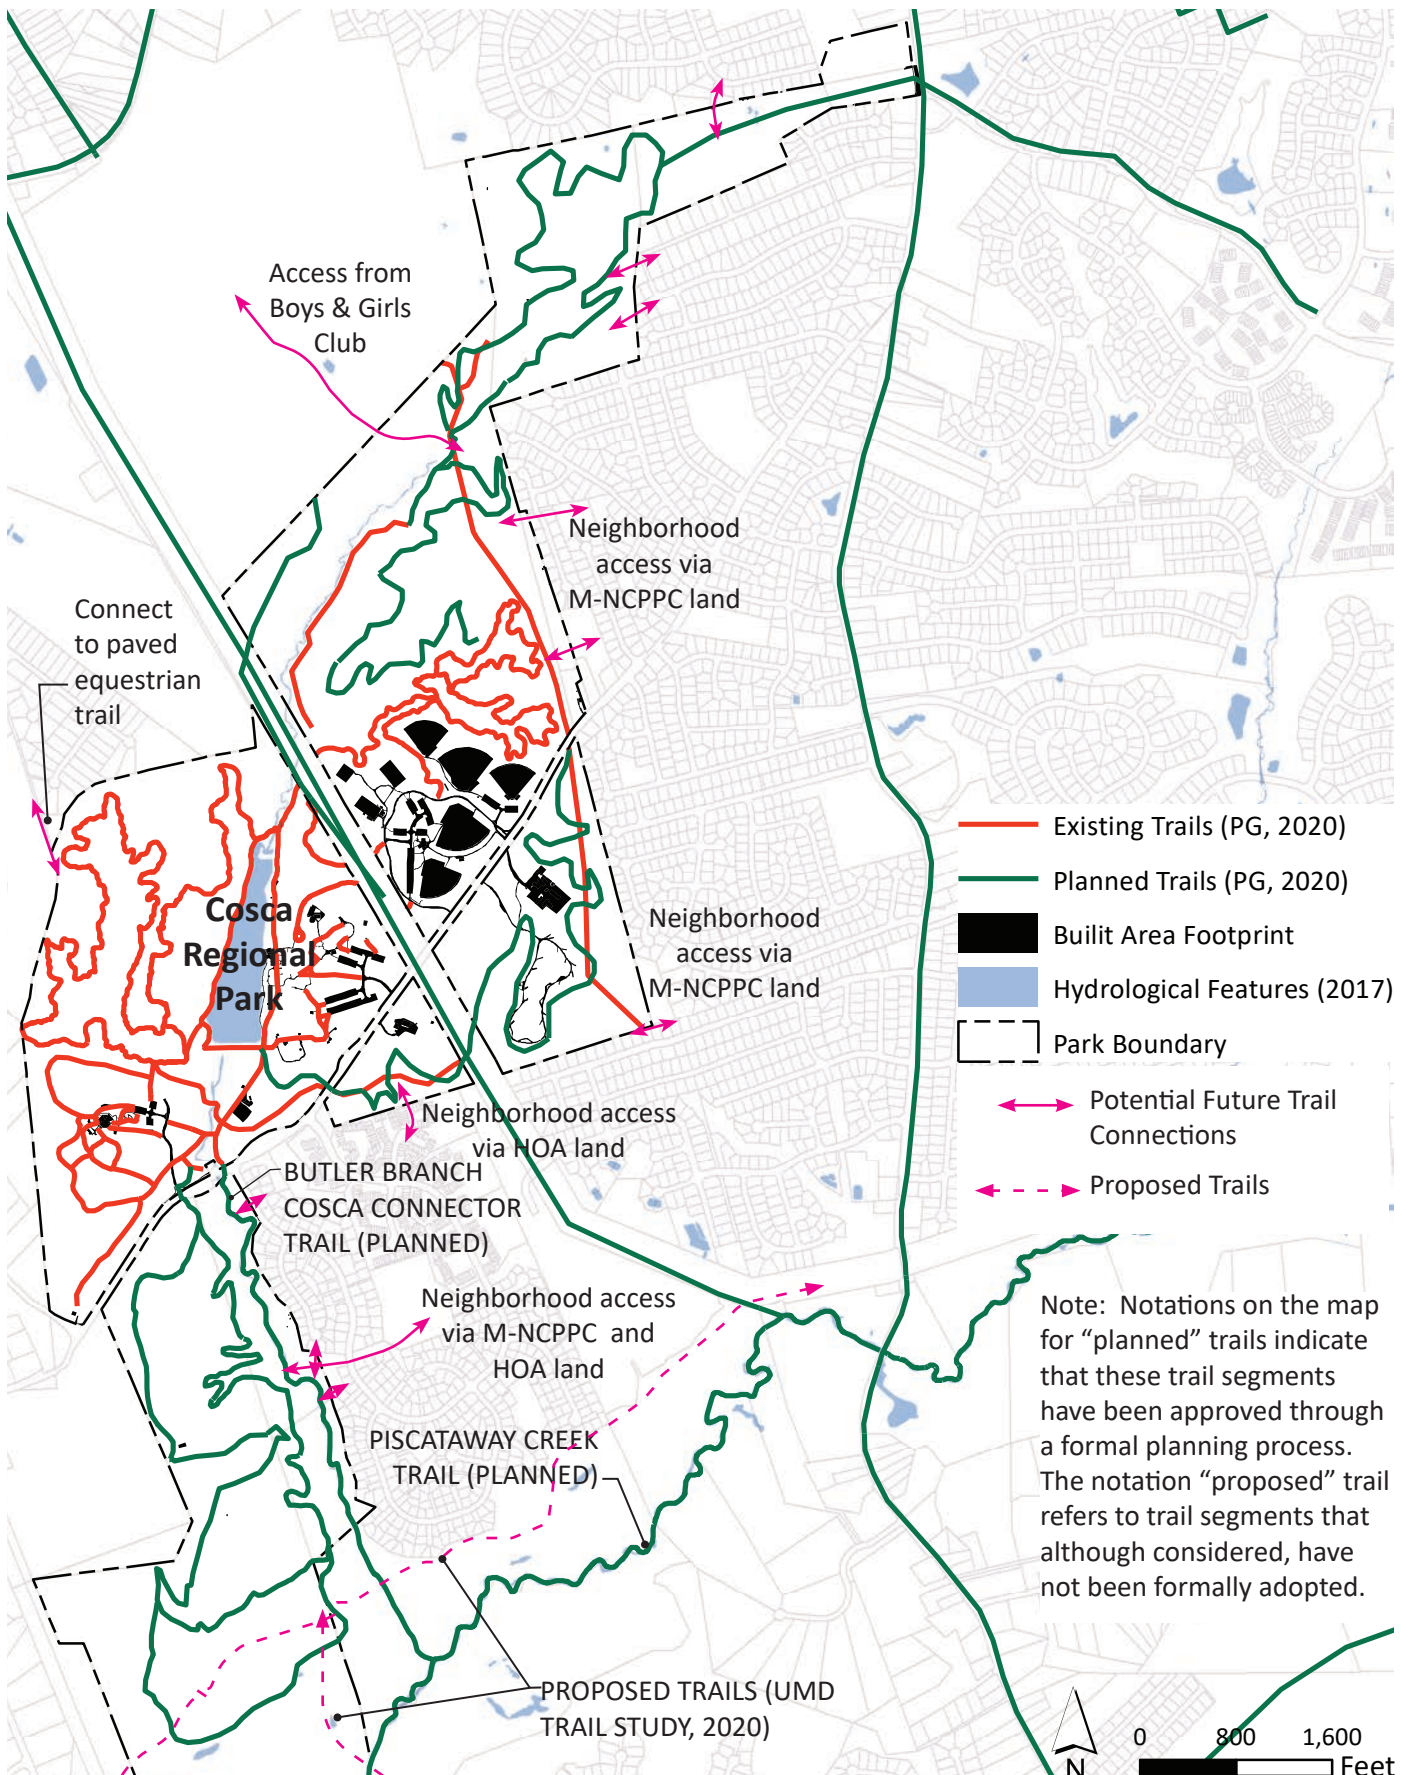 Access from
Boys & Girls
Club
Neighborhood
access via
M-NCPPC land
Connect
to paved
equestrian
trail
Cosca
Regional
Park
Neighborhood
access via
M-NCPPC land
Existing Trails (PG, 2020)
Planned Trails (PG, 2020)
Builit Area Footprint
Hydrological Features (2017)
Park Boundary
Potential Future Trail
Connections
Proposed Trails
Neighborhood access
via HOA land
BUTLER BRANCH
COSCA CONNECTOR
TRAIL (PLANNED)
Neighborhood access
via M-NCPPC and
HOA land
PISCATAWAY CREEK
TRAIL (PLANNED)
Note: Notations on the map
for “planned” trails indicate
that these trail segments
have been approved through
a formal planning process.
The notation “proposed” trail
refers to trail segments that
although considered, have
not been formally adopted.
PROPOSED TRAILS (UMD
TRAIL STUDY, 2020)
N
0 800 1,600
Feet